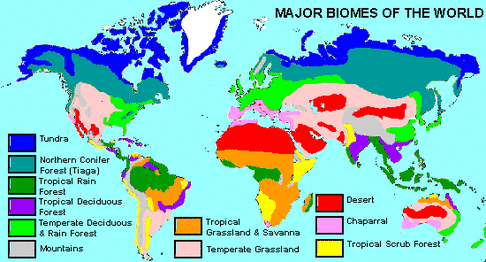 MAJOR BIOMES OF THE WORLD
Tundra
Northern Conifer
Forest (Tiaga)
Tropical Rain
Forest
Tropical Deciduous
Forest
Temperate Deciduous
& Rain Forest
Mountains
Tropical
Grassland & Savanna
Temperate Grassland
Desert
Chaparral
Tropical Scrub Forest